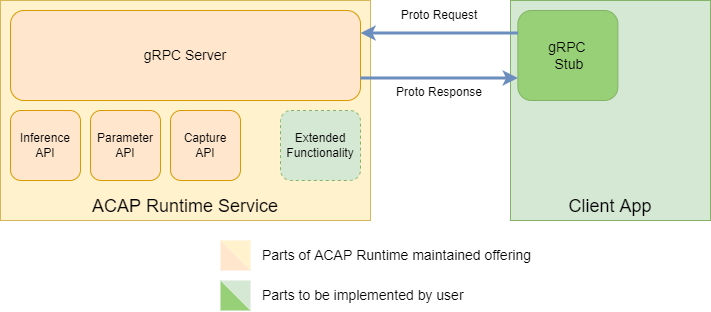 Proto Request
gRPC Server
gRPC
Stub
Proto Response
Inference
API
Parameter
API
Capture
API
Extended
Functionality
ACAP Runtime Service
Client App
Parts of ACAP Runtime maintained offering
Parts to be implemented by user